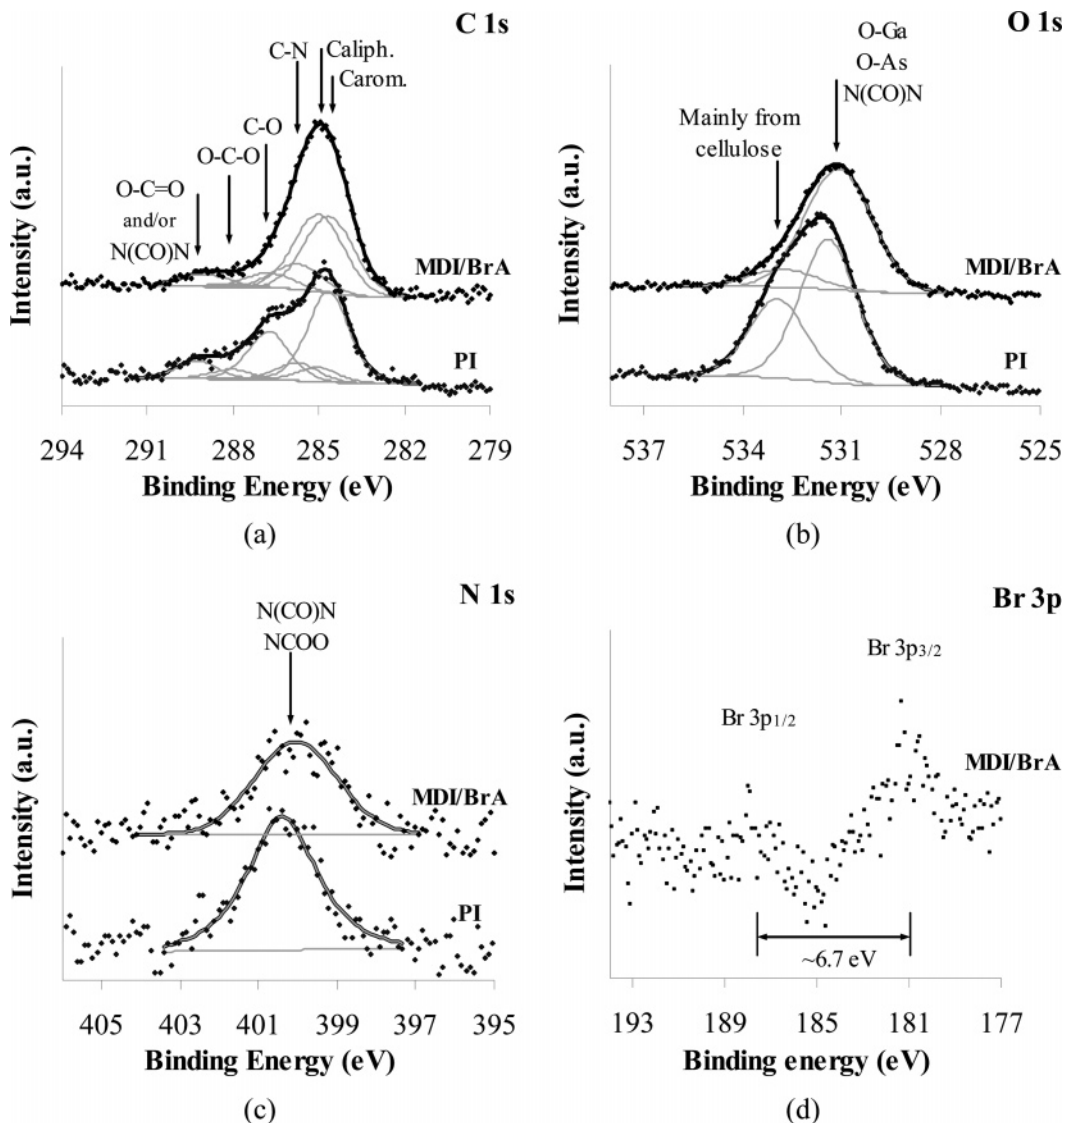 C 1s
C-N
Caliph.
Carom.
C-O
O-C-O
O-C=O
and/or
N(CO)N
MDI/BrA
PI
Intensity (a.u.)
294 291 288 285 282 279
Binding Energy (eV)
(a)
O 1s
O-Ga
O-As
N(CO)N
Mainly from
cellulose
MDI/BrA
PI
Intensity (a.u.)
537 534 531 528 525
Binding Energy (eV)
(b)
N 1s
N(CO)N
NCOO
MDI/BrA
PI
Intensity (a.u.)
405 403 401 399 397 395
Binding Energy (eV)
(c)
Br 3p
Br 3p3/2
Br 3p1/2
MDI/BrA
~6.7 eV
Intensity (a.u.)
193 189 185 181 177
Binding energy (eV)
(d)